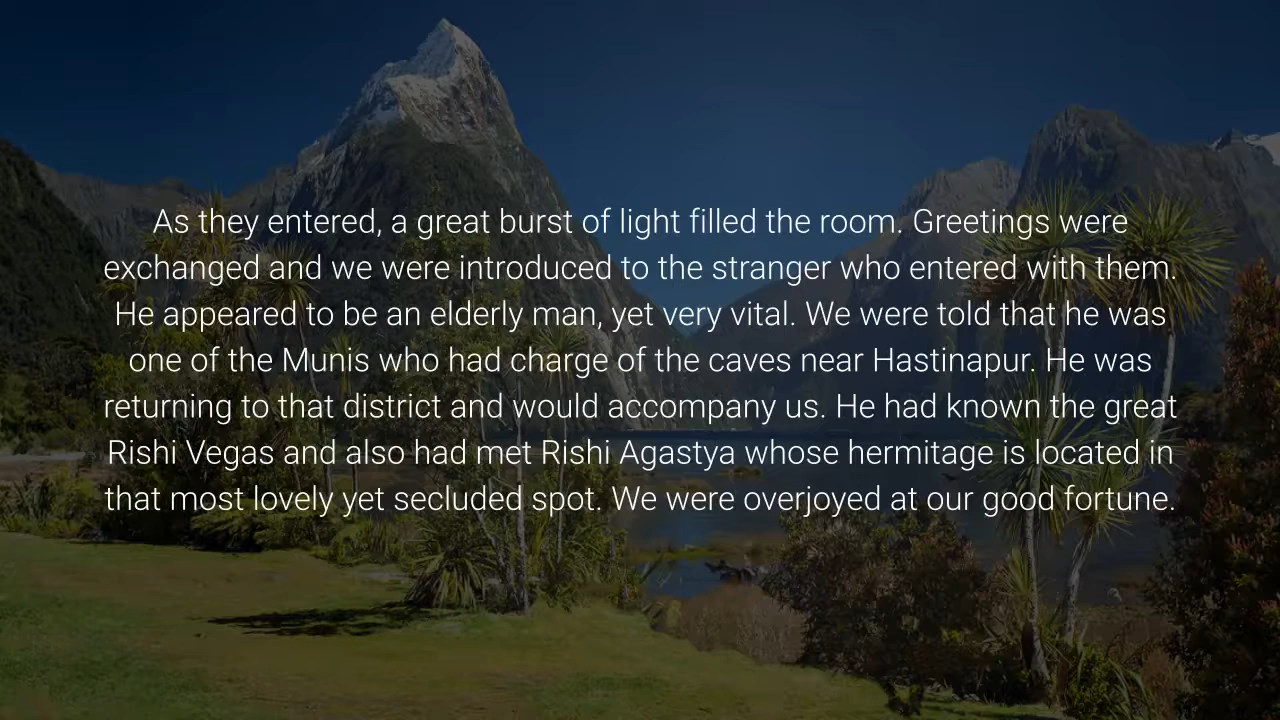 As they entered, a great burst of light filled the room. Greetings were
exchanged and we were introduced to the stranger who entered with them.
He appeared to be an elderly man, yet very vital. We were told that he was
one of the Munis who had charge of the caves near Hastinapur. He was
returning to that district and would accompany us. He had known the great
Rishi Vegas and also had met Rishi Agastya whose hermitage is located in
that most lovely yet secluded spot. We were overjoyed at our good fortune.